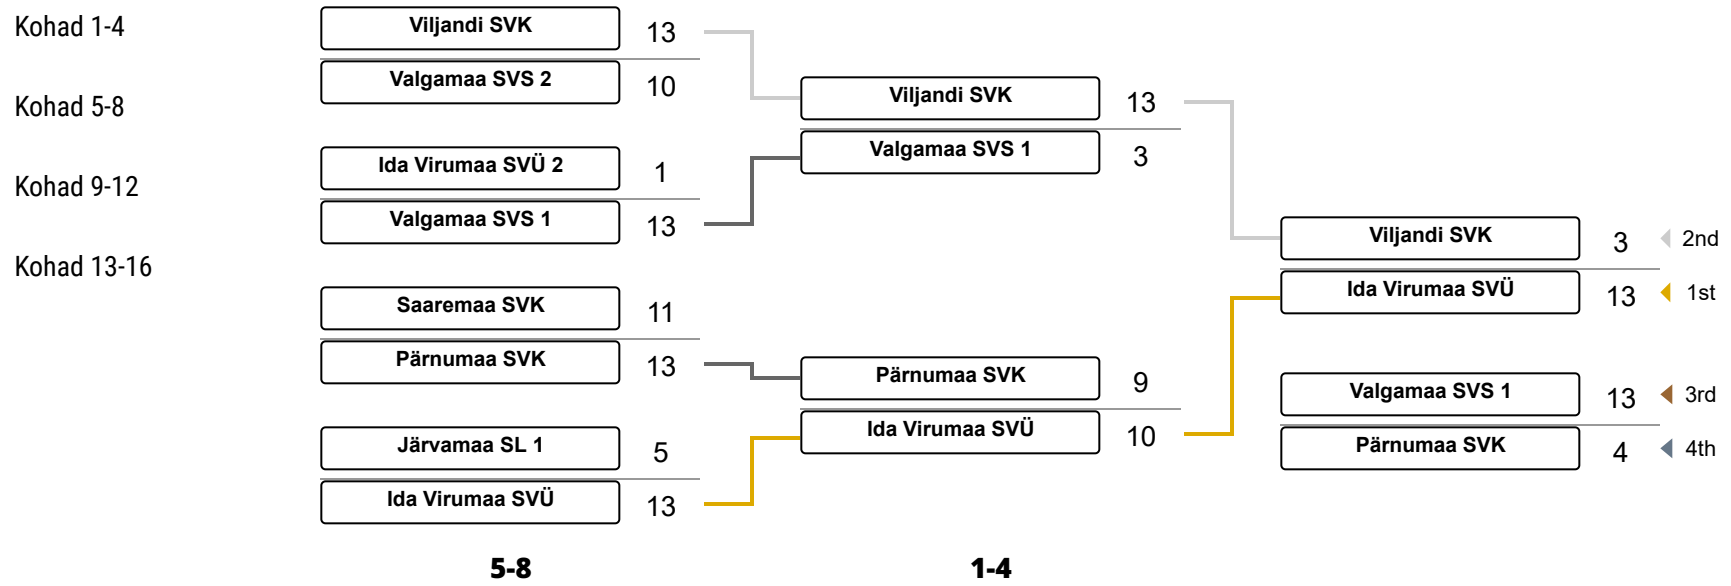 Kohad 1-4
Kohad 5-8
Kohad 9-12
Kohad 13-16
Viljandi SVK 13
Valgamaa SVS 2 10
Ida Virumaa SVÜ 2 1
Valgamaa SVS 1 13
Saaremaa SVK 11
Pärnumaa SVK 13
Järvamaa SL 1 5
Ida Virumaa SVÜ 13
5-8
Viljandi SVK 13
Valgamaa SVS 1 3
Pärnumaa SVK 9
Ida Virumaa SVÜ 10
1-4
Viljandi SVK 3 2nd
Ida Virumaa SVÜ 13 1st
Valgamaa SVS 1 13 3rd
Pärnumaa SVK 4 4th